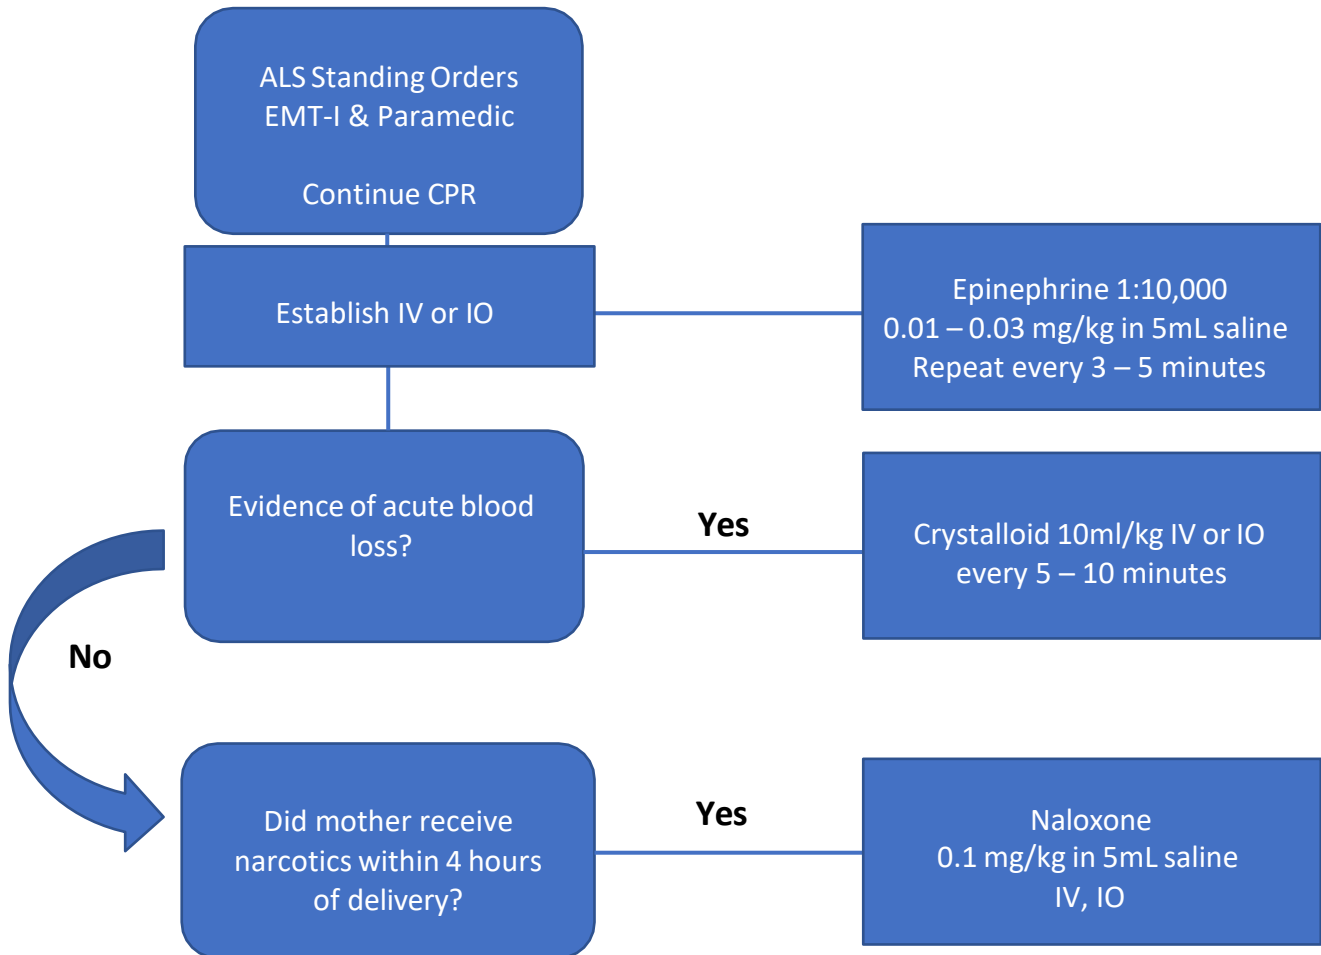 ALS Standing Orders
EMT-I & Paramedic
Continue CPR
Establish IV or IO
Epinephrine 1:10,000
0.01 – 0.03 mg/kg in 5mL saline
Repeat every 3 – 5 minutes
Evidence of acute blood
loss?
Yes
Crystalloid 10ml/kg IV or IO
every 5 – 10 minutes
No
Did mother receive
narcotics within 4 hours
of delivery?
Yes
Naloxone
0.1 mg/kg in 5mL saline
IV, IO